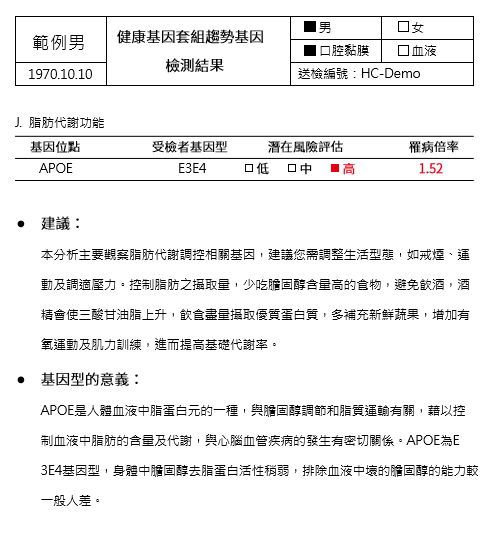 範例男
1970.10.10
健康基因套組趨勢基因
檢測結果
■男 □女
■口腔黏膜 □血液
送檢編號：HC-Demo
J. 脂肪代謝功能
基因位點 受檢者基因型 潛在風險評估 罹病倍率
APOE E3E4 □低 □中 ■高 1.52
● 建議：
本分析主要觀察脂肪代謝調控相關基因，建議您需調整生活型態，如戒煙、運
動及調適壓力。控制脂肪之攝取量，少吃膽固醇含量高的食物，避免飲酒，酒
精會使三酸甘油脂上升，飲食盡量攝取優質蛋白質，多補充新鮮蔬果，增加有
氧運動及肌力訓練，進而提高基礎代謝率。
● 基因型的意義：
APOE是人體血液中脂蛋白元的一種，與膽固醇調節和脂質運輸有關，藉以控
制血液中脂肪的含量及代謝，與心腦血管疾病的發生有密切關係。APOE為E
3E4基因型，身體中膽固醇去脂蛋白活性稍弱，排除血液中壞的膽固醇的能力較
一般人差。